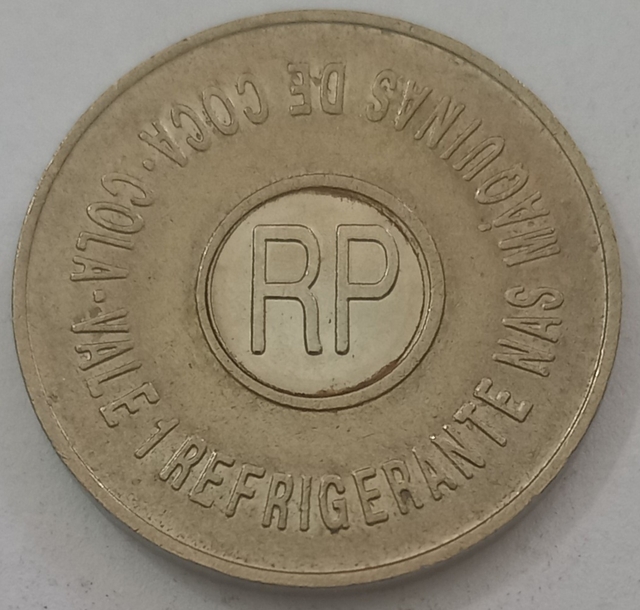 VALE 1 REFRIGERANTE NAS MÁQUINAS DE COCA · COLA ·
RP